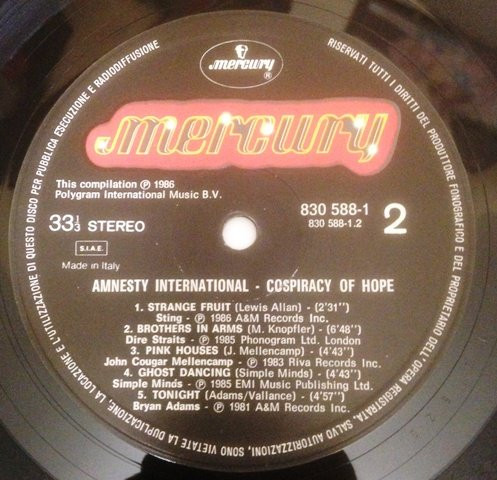 mercury ®
mercury
This compilation ℗ 1986
Polygram International Music B.V.
33⅓ STEREO
S.I.A.E.
Made in Italy
830 588-1
830 588-1.2
2
AMNESTY INTERNATIONAL - COSPIRACY OF HOPE
1. STRANGE FRUIT (Lewis Allan) - (2'31'')
Sting - ℗ 1986 A&M Records Inc.
2. BROTHERS IN ARMS (M. Knopfler) - (6'48'')
Dire Straits - ℗ 1985 Phonogram Ltd. London
3. PINK HOUSES (J. Mellencamp) - (4'43'')
John Cougar Mellencamp - ℗ 1983 Riva Records Inc.
4. GHOST DANCING (Simple Minds) - (4'43'')
Simple Minds - ℗ 1985 EMI Music Publishing Ltd.
5. TONIGHT (Adams/Vallance) - (4'57'')
Bryan Adams - ℗ 1981 A&M Records Inc.
RISERVATI TUTTI I DIRITTI DEL PRODUTTORE FONOGRAFICO E DEL PROPRIETARIO DELL'OPERA REGISTRATA. SALVO AUTORIZZAZIONI, SONO VIETATE LA DUPLICAZIONE, LA LOCAZIONE E L'UTILIZZAZIONE DI QUESTO DISCO PER PUBBLICA ESECUZIONE E RADIODIFFUSIONE